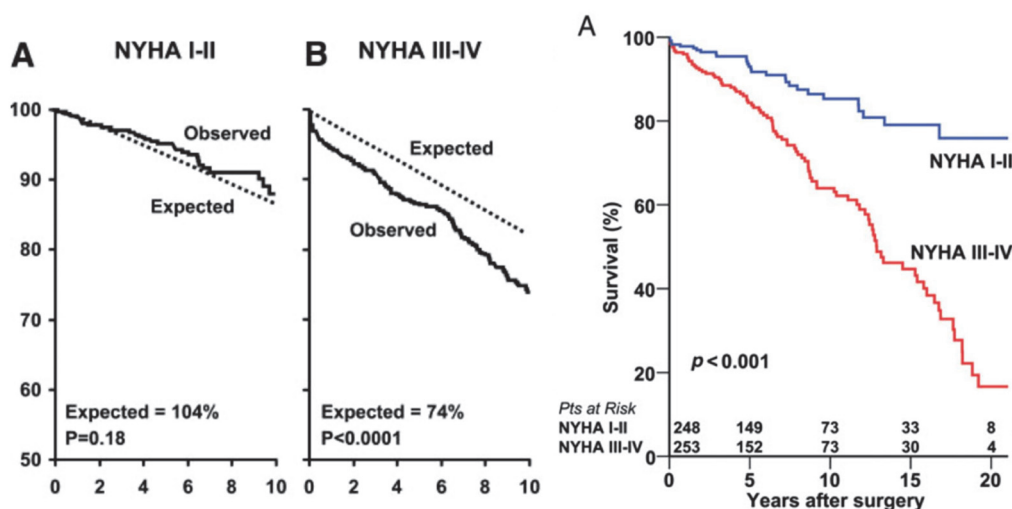 A NYHA I-II
100
90
80
70
60
50
Observed
Expected
Expected = 104%
P=0.18
0 2 4 6 8 10
B NYHA III-IV
Expected
Observed
Expected = 74%
P<0.0001
0 2 4 6 8 10
A
Survival (%)
100
80
60
40
20
0
NYHA I-II
NYHA III-IV
p<0.001
Pts at Risk
NYHA I-II 248 149 73 33 8
NYHA III-IV 253 152 73 30 4
0 5 10 15 20
Years after surgery